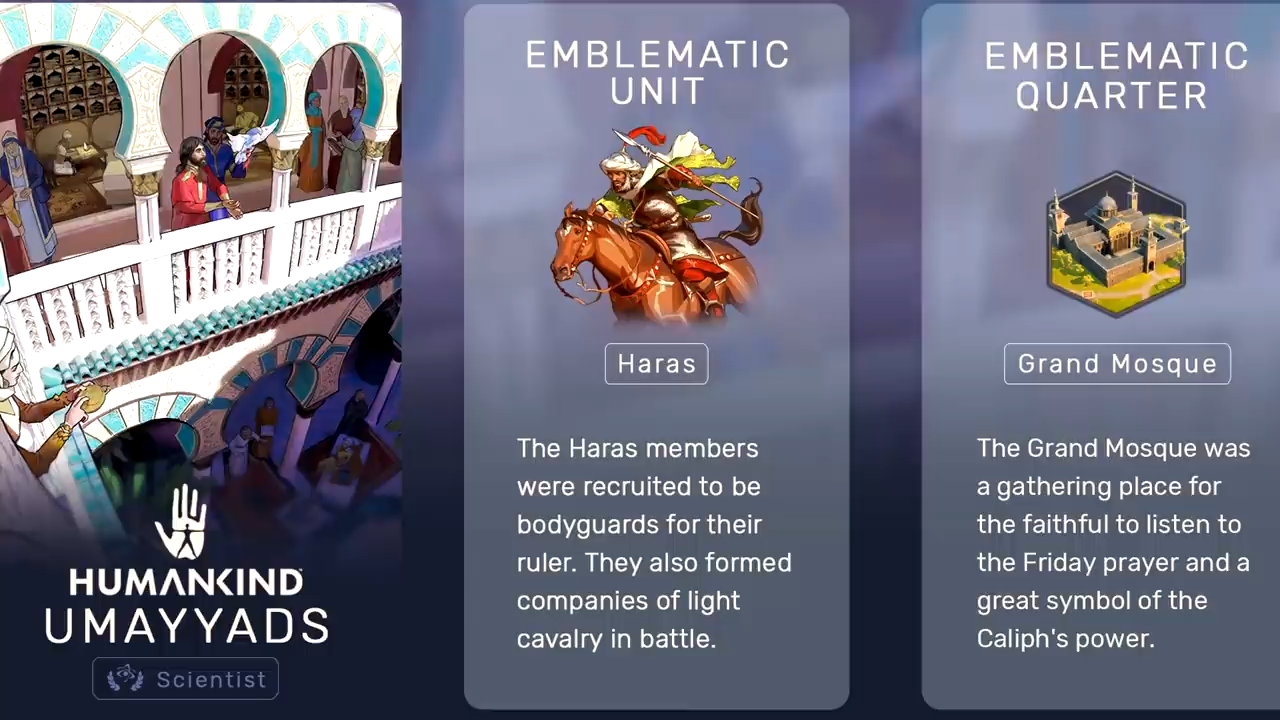 HUMANKIND
UMAYYADS
Scientist
EMBLEMATIC
UNIT
Haras
The Haras members
were recruited to be
bodyguards for their
ruler. They also formed
companies of light
cavalry in battle.
EMBLEMATIC
QUARTER
Grand Mosque
The Grand Mosque was
a gathering place for
the faithful to listen to
the Friday prayer and a
great symbol of the
Caliph's power.